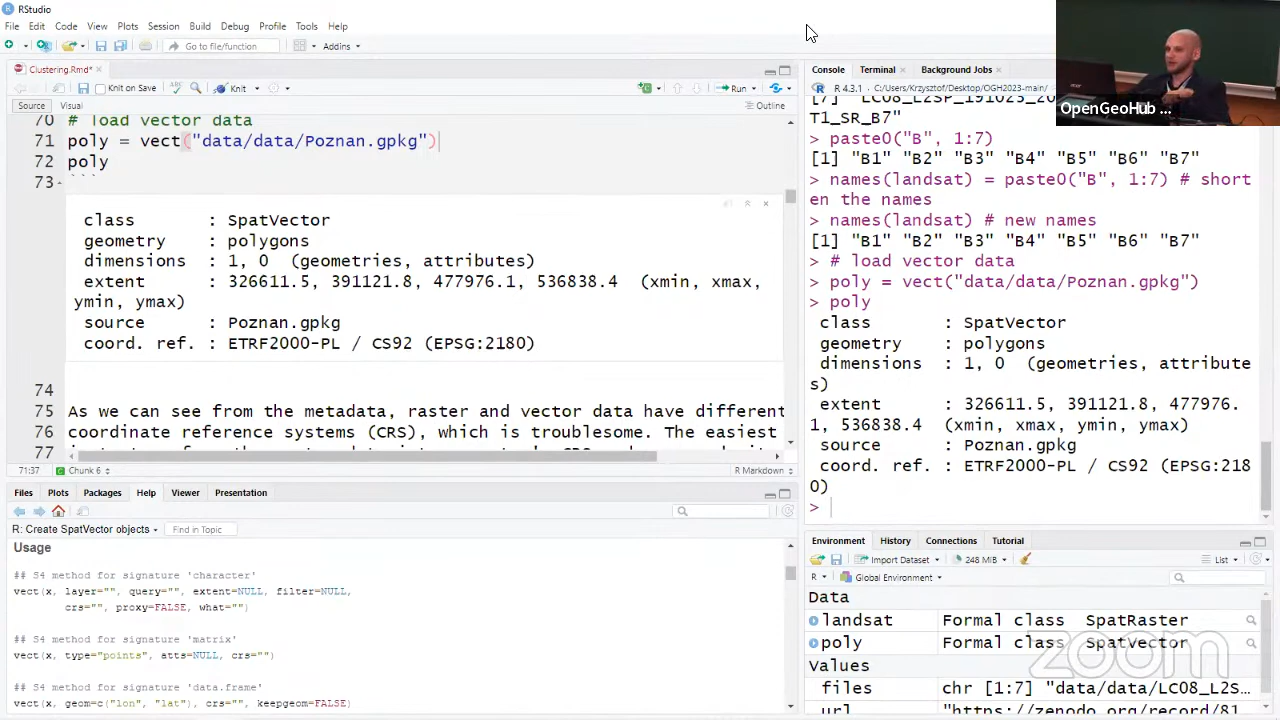 RStudio
File Edit Code View Plots Session Build Debug Profile Tools Help
Go to file/function
Addins
Clustering.Rmd*
Knit on Save
Knit
Run
Source Visual
Outline
70 # load vector data
71 poly = vect("data/data/Poznan.gpkg")
72 poly
73 ```
class : SpatVector
geometry : polygons
dimensions : 1, 0 (geometries, attributes)
extent : 326611.5, 391121.8, 477976.1, 536838.4 (xmin, xmax,
ymin, ymax)
source : Poznan.gpkg
coord. ref. : ETRF2000-PL / CS92 (EPSG:2180)
74
75 As we can see from the metadata, raster and vector data have different
76 coordinate reference systems (CRS), which is troublesome. The easiest
77
71:37 Chunk 6 R Markdown
Files Plots Packages Help Viewer Presentation
R: Create SpatVector objects
Find in Topic
Usage
## S4 method for signature 'character'
vect(x, layer="", query="", extent=NULL, filter=NULL,
crs="", proxy=FALSE, what="")
## S4 method for signature 'matrix'
vect(x, type="points", atts=NULL, crs="")
## S4 method for signature 'data.frame'
vect(x, geom=c("lon", "lat"), crs="", keepgeom=FALSE)
Console Terminal Background Jobs
R 4.3.1 . C:/Users/Krzysztof/Desktop/OGH2023-main/
T1_SR_B7"
> paste0("B", 1:7)
[1] "B1" "B2" "B3" "B4" "B5" "B6" "B7"
> names(landsat) = paste0("B", 1:7) # short
en the names
> names(landsat) # new names
[1] "B1" "B2" "B3" "B4" "B5" "B6" "B7"
> # load vector data
> poly = vect("data/data/Poznan.gpkg")
> poly
class : SpatVector
geometry : polygons
dimensions : 1, 0 (geometries, attribute
s)
extent : 326611.5, 391121.8, 477976.
1, 536838.4 (xmin, xmax, ymin, ymax)
source : Poznan.gpkg
coord. ref. : ETRF2000-PL / CS92 (EPSG:218
0)
>
Environment History Connections Tutorial
Import Dataset
248 MiB
List
R
Global Environment
Data
landsat Formal class SpatRaster
poly Formal class SpatVector
Values
files chr [1:7] "data/data/LC08_L2S…
url "https://zenodo.org/record/81…
OpenGeoHub ...
zoom